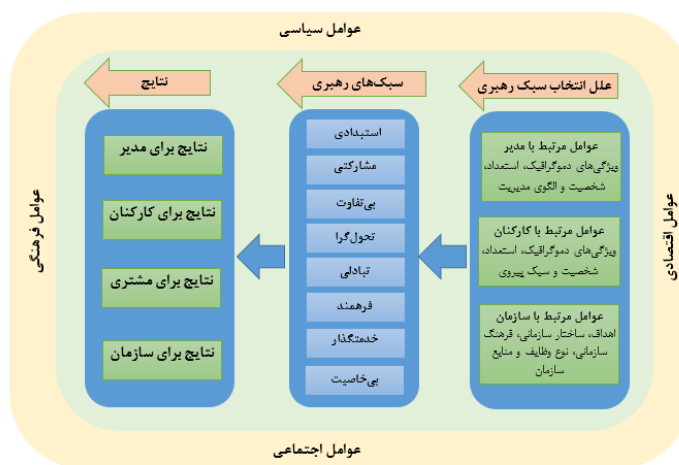 عوامل سیاسی
علل انتخاب سبک رهبری
سبک‌های رهبری
نتایج
عوامل اقتصادی
عوامل مرتبط با مدیر
ویژگی‌های دموگرافیک، استعداد،
شخصیت و الگوی مدیریت
عوامل مرتبط با کارکنان
ویژگی‌های دموگرافیک، استعداد،
شخصیت و سبک پیروی
عوامل مرتبط با سازمان
اهداف، ساختار سازمانی، فرهنگ
سازمانی، نوع وظایف و منابع
سازمان
استبدادی
مشارکتی
بی‌تفاوت
تحول‌گرا
تبادلی
فرهمند
خدمتگذار
بی‌خاصیت
نتایج برای مدیر
نتایج برای کارکنان
نتایج برای مشتری
نتایج برای سازمان
عوامل فرهنگی
عوامل اجتماعی